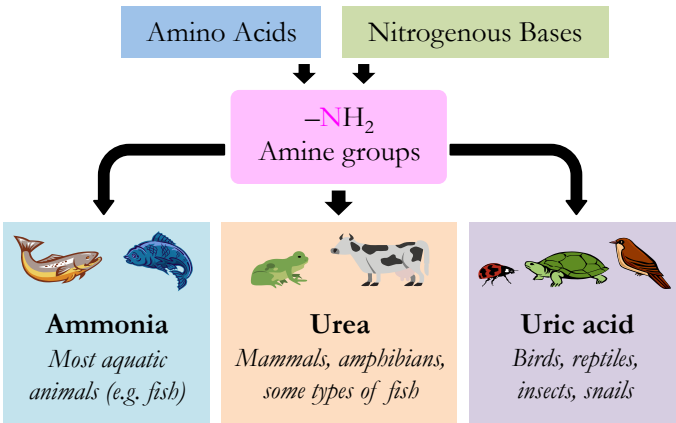 Amino Acids
Nitrogenous Bases
–NH₂
Amine groups
Ammonia
Most aquatic
animals (e.g. fish)
Urea
Mammals, amphibians,
some types of fish
Uric acid
Birds, reptiles,
insects, snails